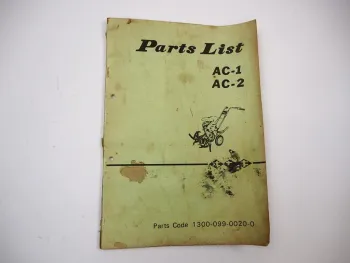 Parts List
AC-1
AC-2
Parts Code 1300-099-0020-0